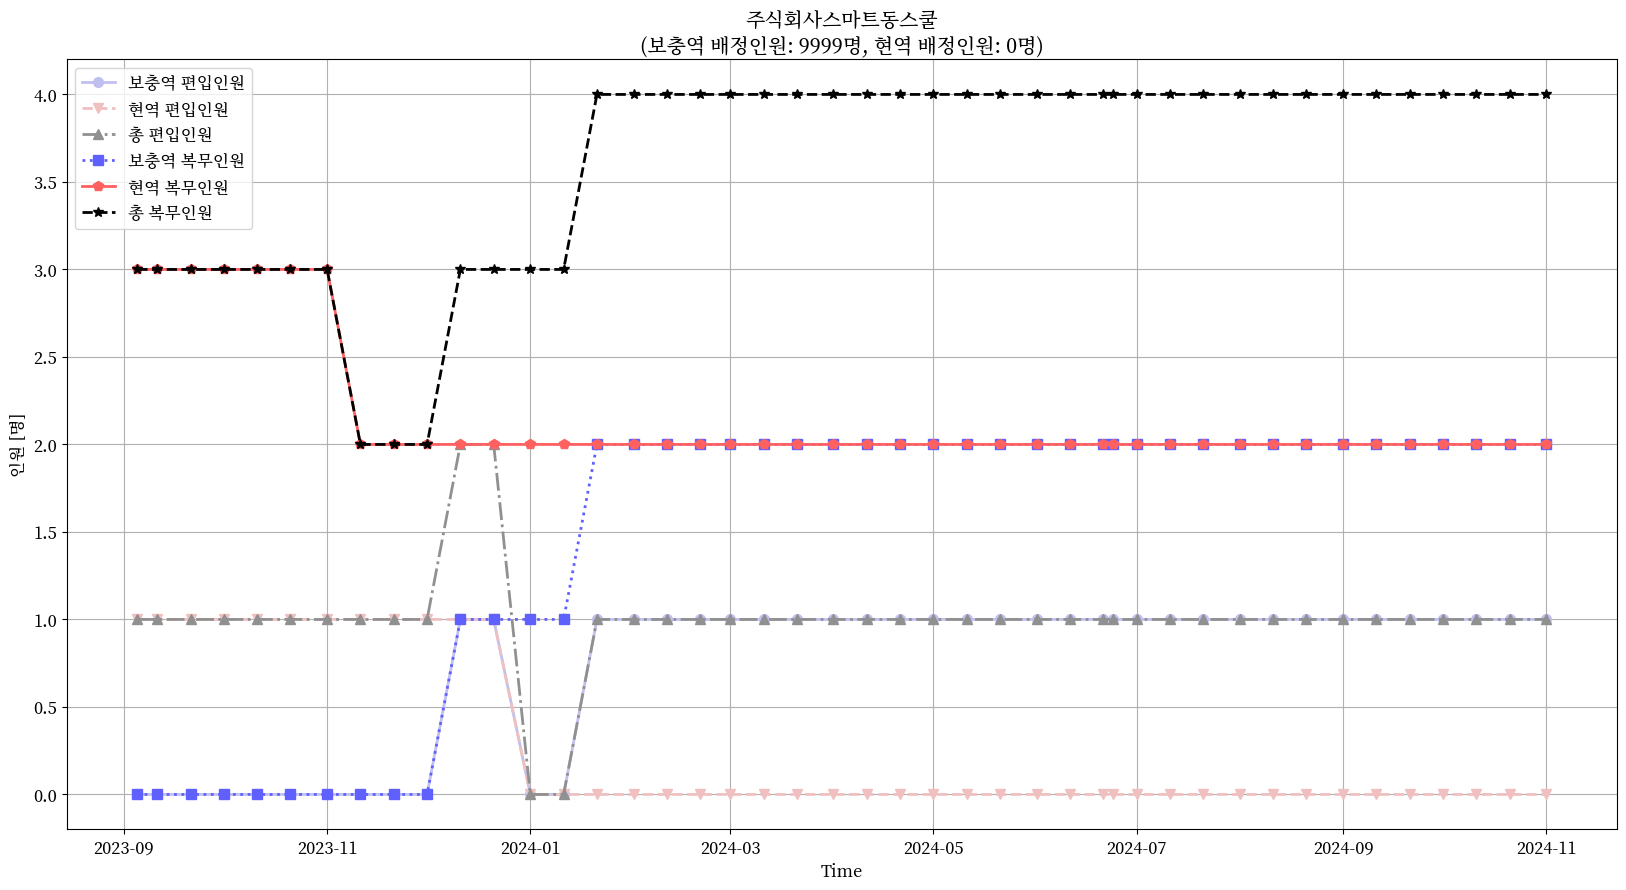 주식회사스마트동스쿨
(보충역 배정인원: 9999명, 현역 배정인원: 0명)
보충역 편입인원
현역 편입인원
총 편입인원
보충역 복무인원
현역 복무인원
총 복무인원
4.0
3.5
3.0
2.5
2.0
1.5
1.0
0.5
0.0
인원 [명]
2023-09
2023-11
2024-01
2024-03
2024-05
2024-07
2024-09
2024-11
Time